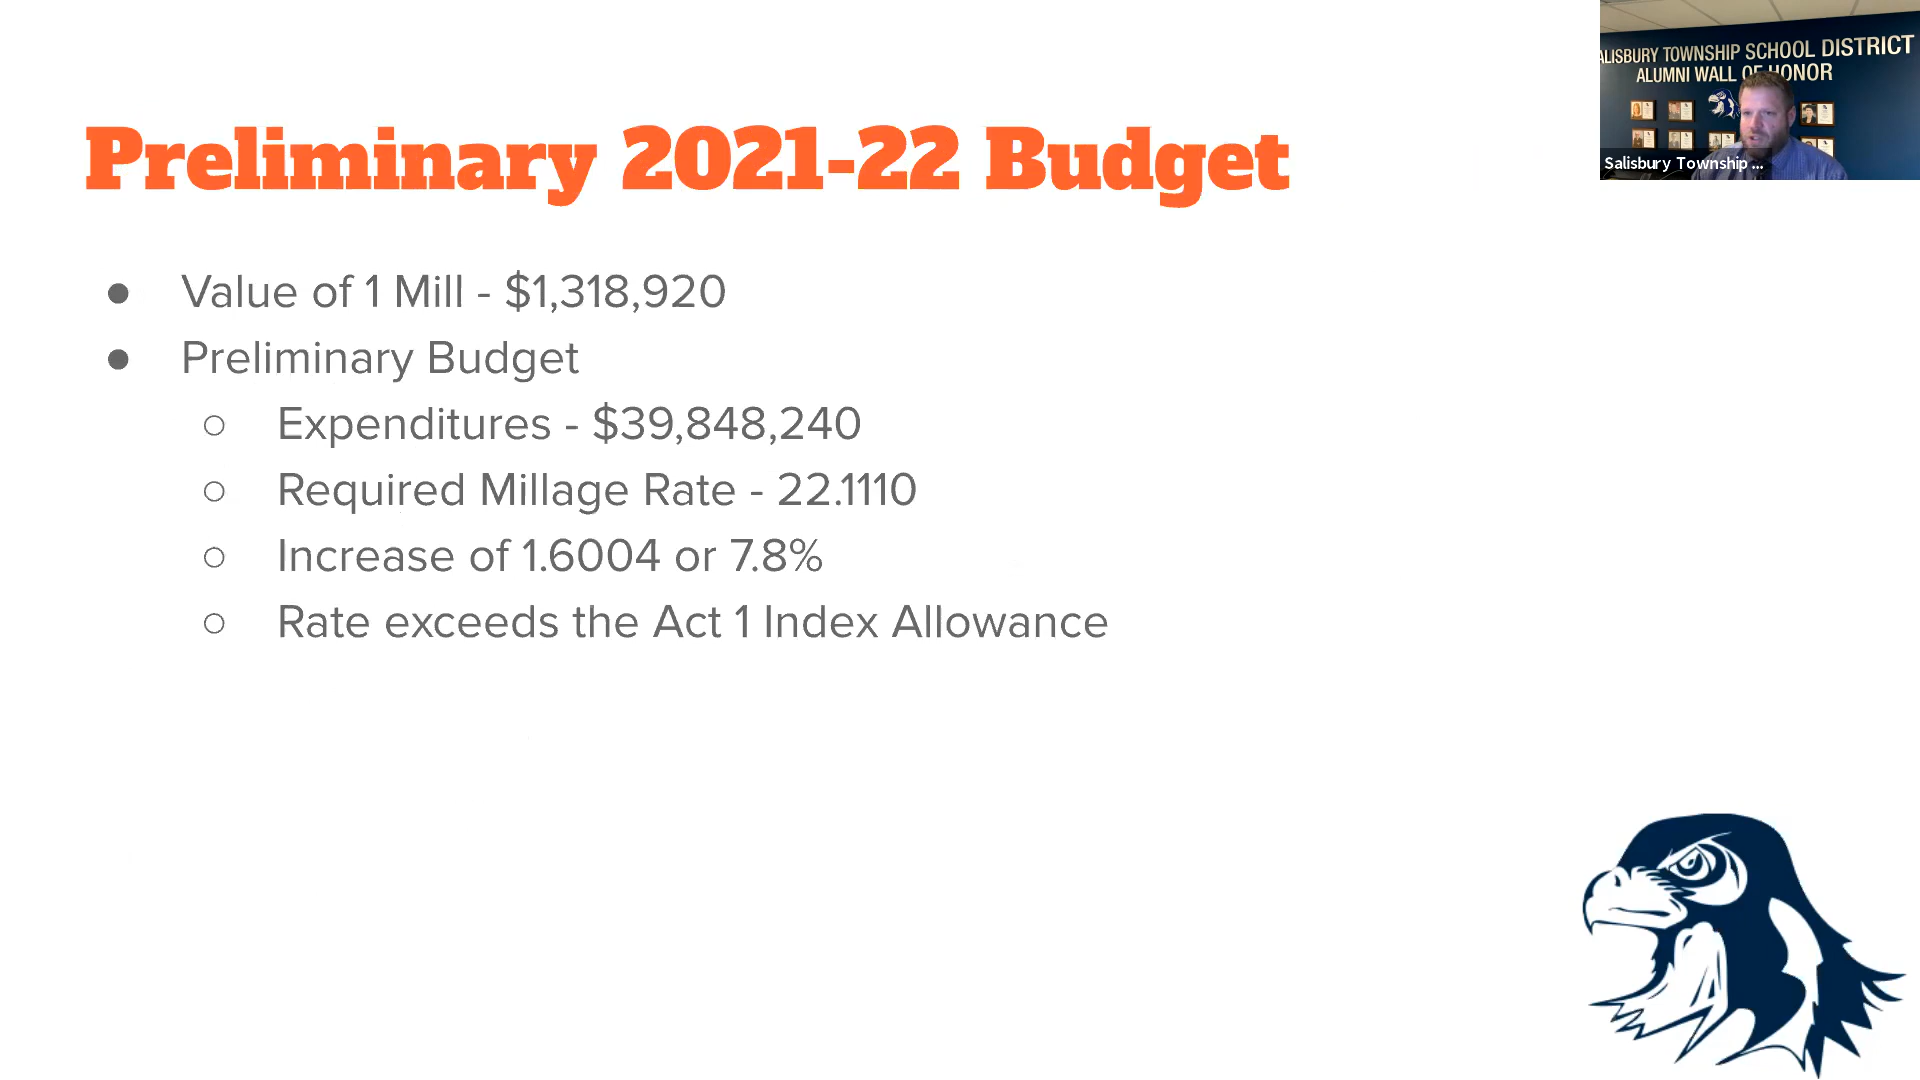 Preliminary 2021-22 Budget
● Value of 1 Mill - $1,318,920
● Preliminary Budget
○ Expenditures - $39,848,240
○ Required Millage Rate - 22.1110
○ Increase of 1.6004 or 7.8%
○ Rate exceeds the Act 1 Index Allowance
ALISBURY TOWNSHIP SCHOOL DISTRICT
ALUMNI WALL OF HONOR
Salisbury Township ...